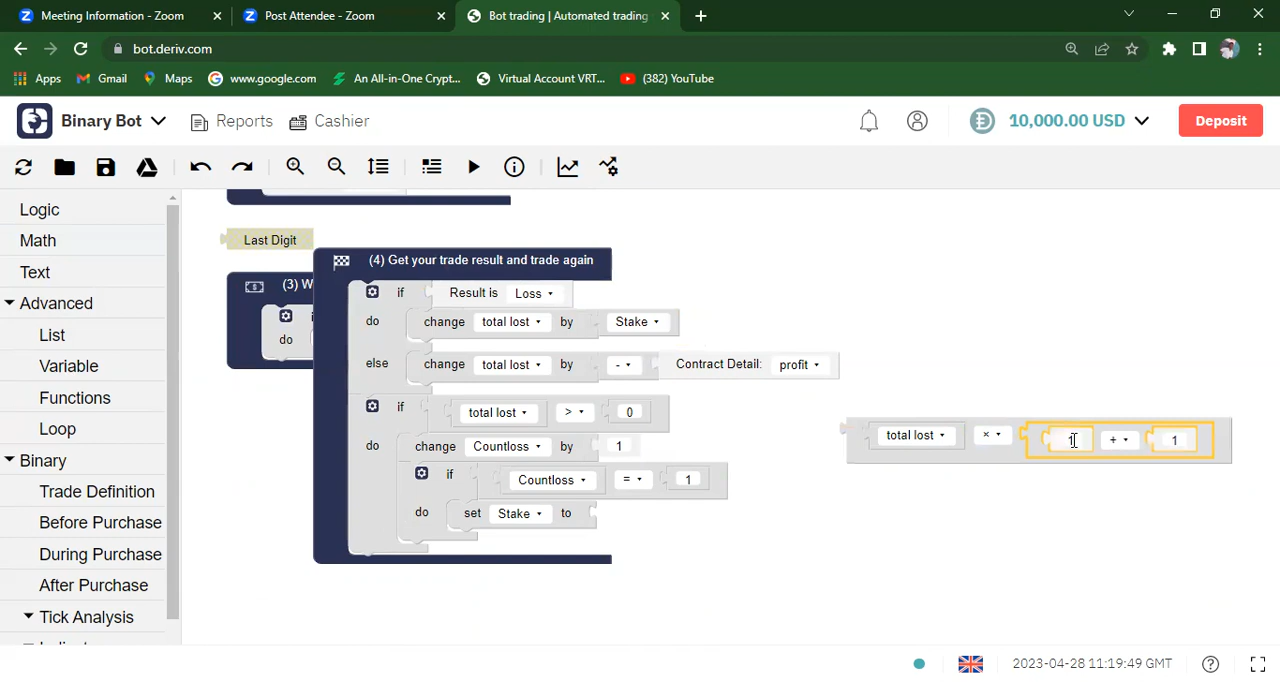 Meeting Information - Zoom
Post Attendee - Zoom
Bot trading | Automated trading
bot.deriv.com
Apps
Gmail
Maps
www.google.com
An All-in-One Crypt...
Virtual Account VRT...
(382) YouTube
Binary Bot
Reports
Cashier
10,000.00 USD
Deposit
Logic
Math
Text
Advanced
List
Variable
Functions
Loop
Binary
Trade Definition
Before Purchase
During Purchase
After Purchase
Tick Analysis
Last Digit
(3) W
do
(4) Get your trade result and trade again
if Result is Loss
do change total lost by Stake
else change total lost by - Contract Detail: profit
if total lost > 0
do change Countloss by 1
if Countloss = 1
do set Stake to
total lost × 1 + 1
2023-04-28 11:19:49 GMT